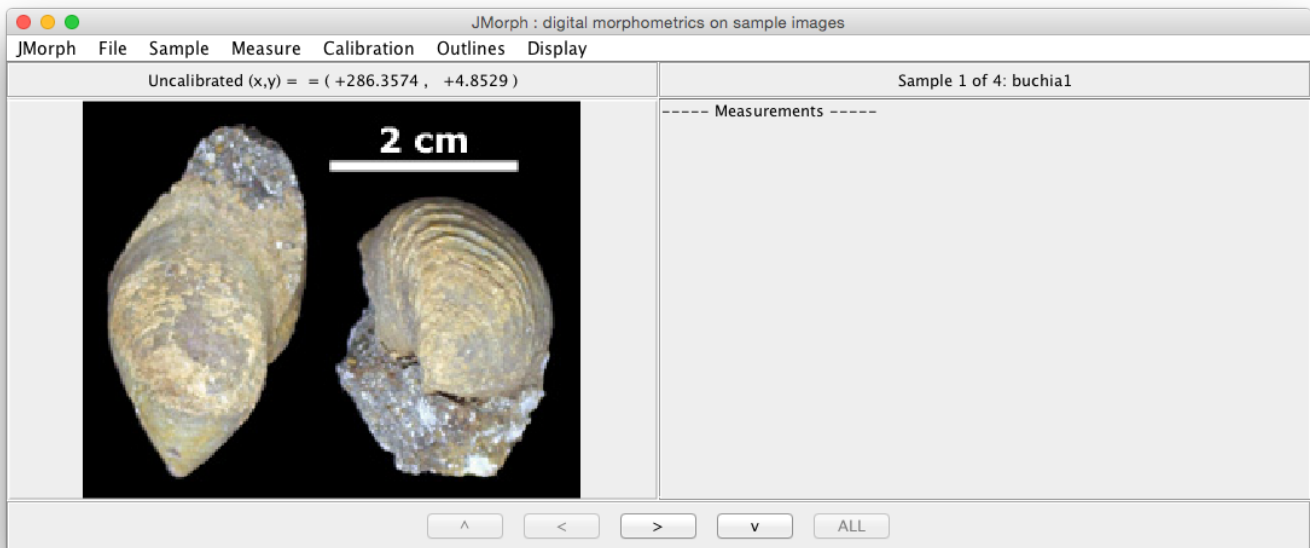 JMorph : digital morphometrics on sample images
JMorph File Sample Measure Calibration Outlines Display
Uncalibrated (x,y) = = ( +286.3574 , +4.8529 )
Sample 1 of 4: buchia1
2 cm
----- Measurements -----
^ < > v ALL